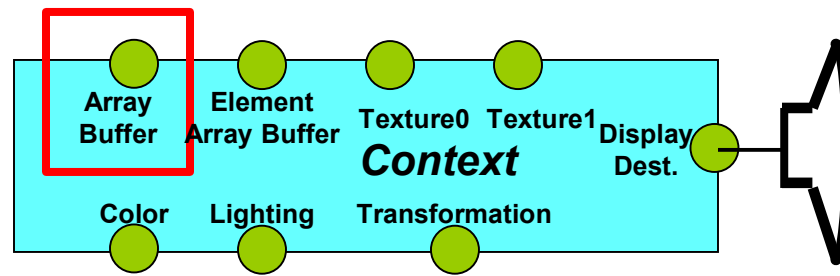 Array
Buffer
Element
Array Buffer
Texture0
Texture1
Display
Dest.
Context
Color
Lighting
Transformation